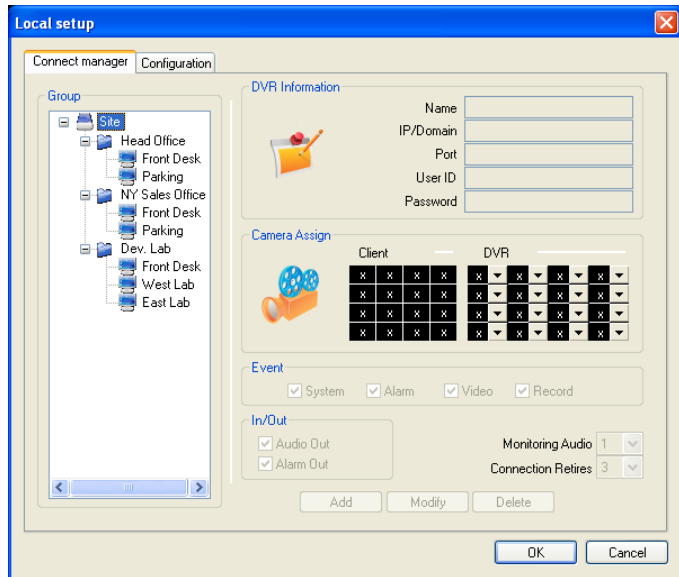 Local setup
Connect manager Configuration
Group
Site
Head Office
Front Desk
Parking
NY Sales Office
Front Desk
Parking
Dev. Lab
Front Desk
West Lab
East Lab
DVR Information
Name
IP/Domain
Port
User ID
Password
Camera Assign
Client DVR
x x x x x x x x
x x x x x x x x
x x x x x x x x
x x x x x x x x
Event
System Alarm Video Record
In/Out
Audio Out
Alarm Out
Monitoring Audio 1
Connection Retires 3
Add Modify Delete
OK Cancel